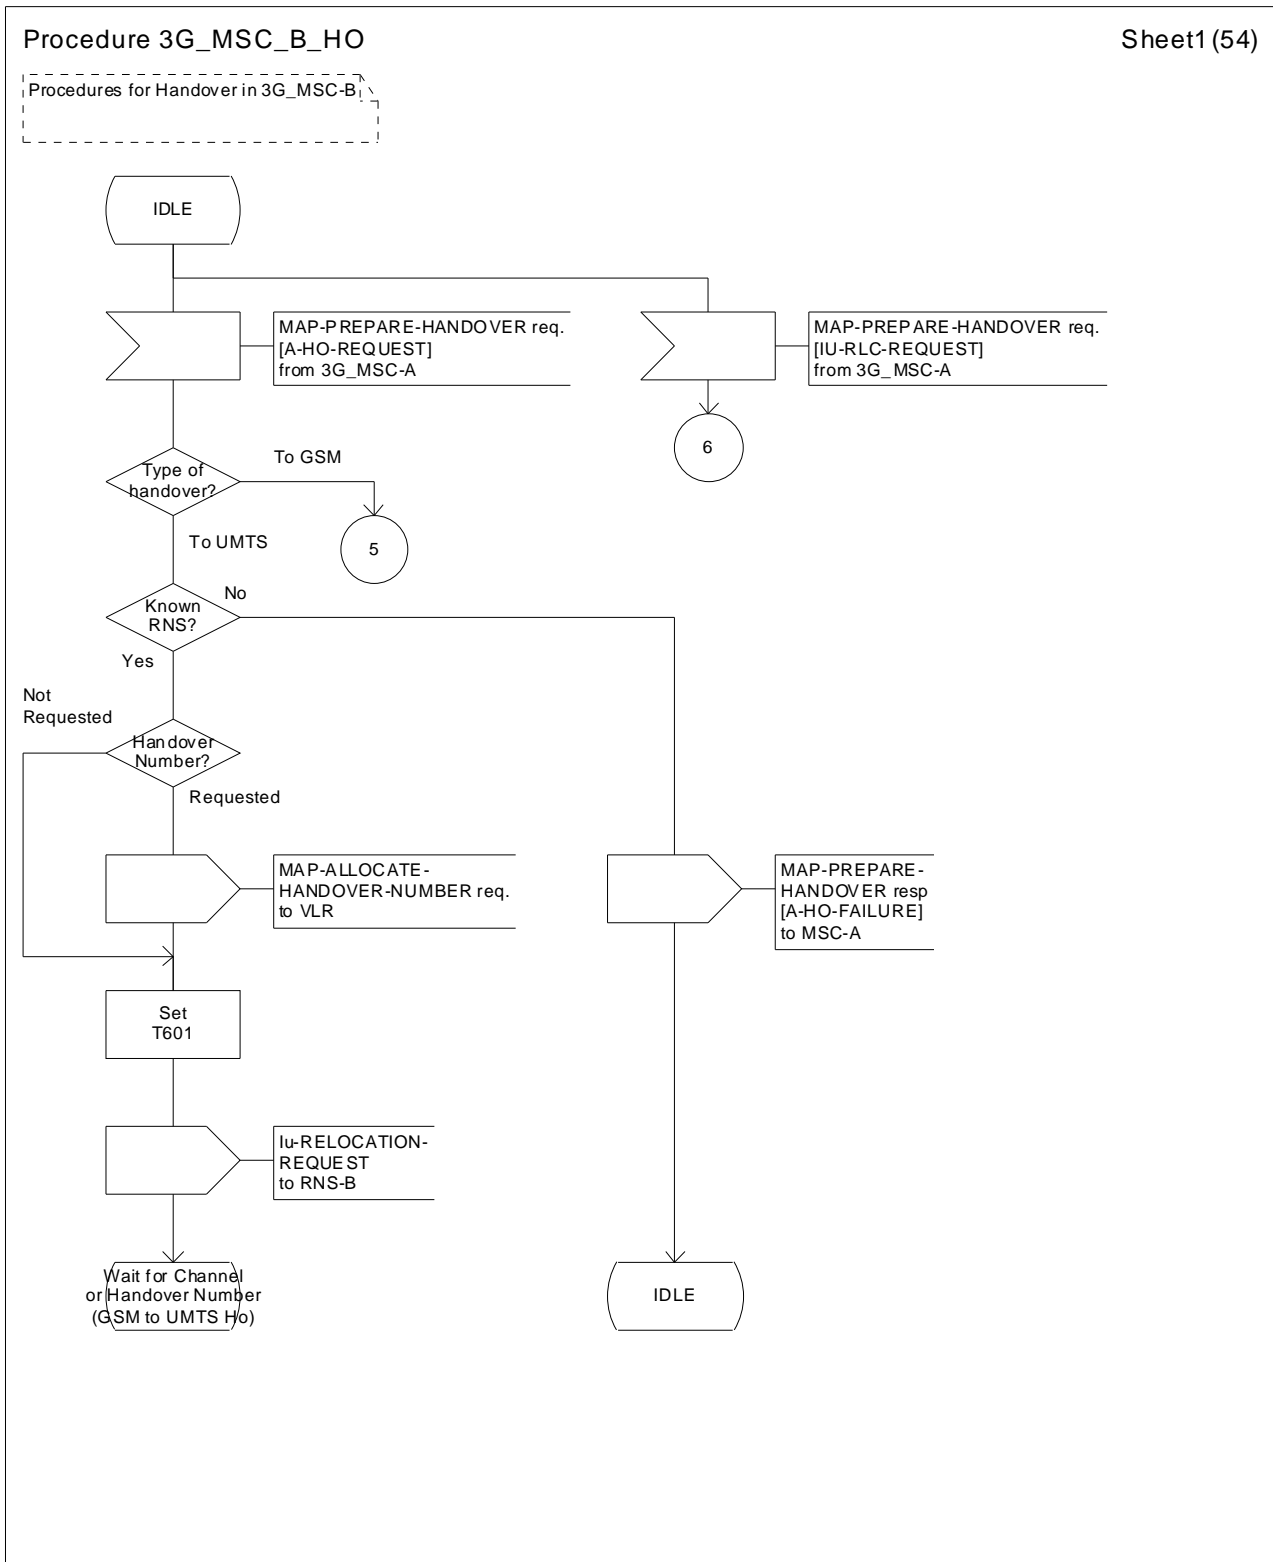 Procedure 3G_MSC_B_HO
Sheet1 (54)
Procedures for Handover in 3G_MSC-B
IDLE
MAP-PREPARE-HANDOVER req.
[A-HO-REQUEST]
from 3G_MSC-A
MAP-PREPARE-HANDOVER req.
[IU-RLC-REQUEST]
from 3G_MSC-A
6
Type of
handover?
To GSM
5
To UMTS
Known
RNS?
No
Yes
Not
Requested
Handover
Number?
Requested
MAP-ALLOCATE-
HANDOVER-NUMBER req.
to VLR
MAP-PREPARE-
HANDOVER resp
[A-HO-FAILURE]
to MSC-A
Set
T601
Iu-RELOCATION-
REQUEST
to RNS-B
Wait for Channel
or Handover Number
(GSM to UMTS Ho)
IDLE